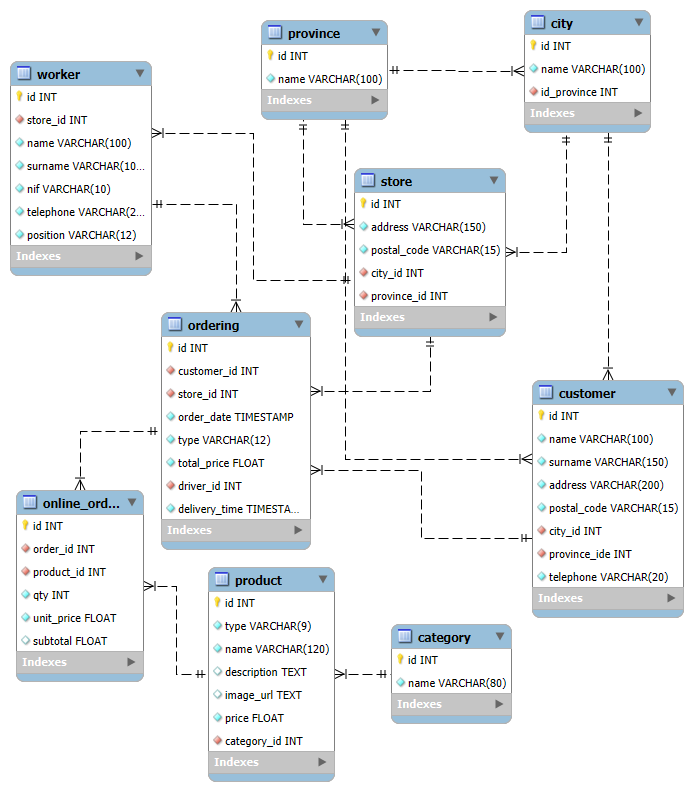 province
id INT
name VARCHAR(100)
Indexes
city
id INT
name VARCHAR(100)
id_province INT
Indexes
worker
id INT
store_id INT
name VARCHAR(100)
surname VARCHAR(10...
nif VARCHAR(10)
telephone VARCHAR(2...
position VARCHAR(12)
Indexes
store
id INT
address VARCHAR(150)
postal_code VARCHAR(15)
city_id INT
province_id INT
Indexes
ordering
id INT
customer_id INT
store_id INT
order_date TIMESTAMP
type VARCHAR(12)
total_price FLOAT
driver_id INT
delivery_time TIMESTA...
Indexes
customer
id INT
name VARCHAR(100)
surname VARCHAR(150)
address VARCHAR(200)
postal_code VARCHAR(15)
city_id INT
province_ide INT
telephone VARCHAR(20)
Indexes
online_ord...
id INT
order_id INT
product_id INT
qty INT
unit_price FLOAT
subtotal FLOAT
Indexes
product
id INT
type VARCHAR(9)
name VARCHAR(120)
description TEXT
image_url TEXT
price FLOAT
category_id INT
Indexes
category
id INT
name VARCHAR(80)
Indexes